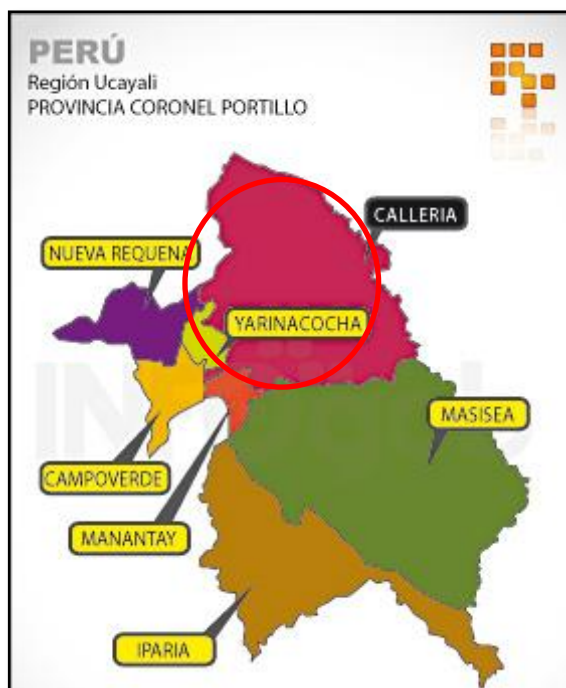 PERÚ
Región Ucayali
PROVINCIA CORONEL PORTILLO
CALLERIA
NUEVA REQUENA
YARINACOCHA
MASISEA
CAMPOVERDE
MANANTAY
IPARIA